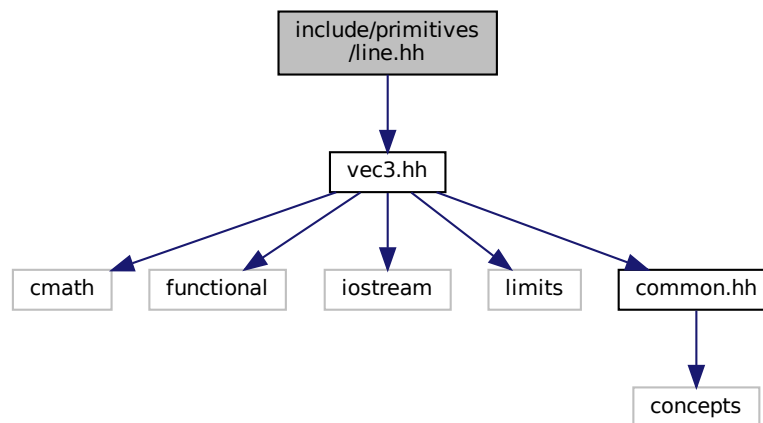 include/primitives
/line.hh
vec3.hh
cmath
functional
iostream
limits
common.hh
concepts